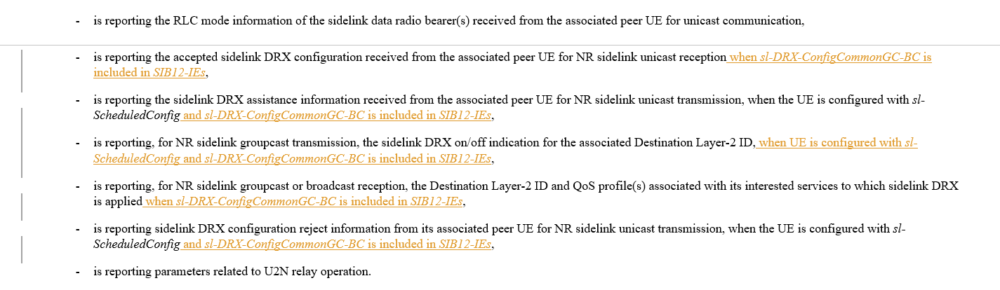 - is reporting the RLC mode information of the sidelink data radio bearer(s) received from the associated peer UE for unicast communication,
- is reporting the accepted sidelink DRX configuration received from the associated peer UE for NR sidelink unicast reception when sl-DRX-ConfigCommonGC-BC is
included in SIB12-IEs,
- is reporting the sidelink DRX assistance information received from the associated peer UE for NR sidelink unicast transmission, when the UE is configured with sl-
ScheduledConfig and sl-DRX-ConfigCommonGC-BC is included in SIB12-IEs,
- is reporting, for NR sidelink groupcast transmission, the sidelink DRX on/off indication for the associated Destination Layer-2 ID, when UE is configured with sl-
ScheduledConfig and sl-DRX-ConfigCommonGC-BC is included in SIB12-IEs,
- is reporting, for NR sidelink groupcast or broadcast reception, the Destination Layer-2 ID and QoS profile(s) associated with its interested services to which sidelink DRX
is applied when sl-DRX-ConfigCommonGC-BC is included in SIB12-IEs,
- is reporting sidelink DRX configuration reject information from its associated peer UE for NR sidelink unicast transmission, when the UE is configured with sl-
ScheduledConfig and sl-DRX-ConfigCommonGC-BC is included in SIB12-IEs,
- is reporting parameters related to U2N relay operation.